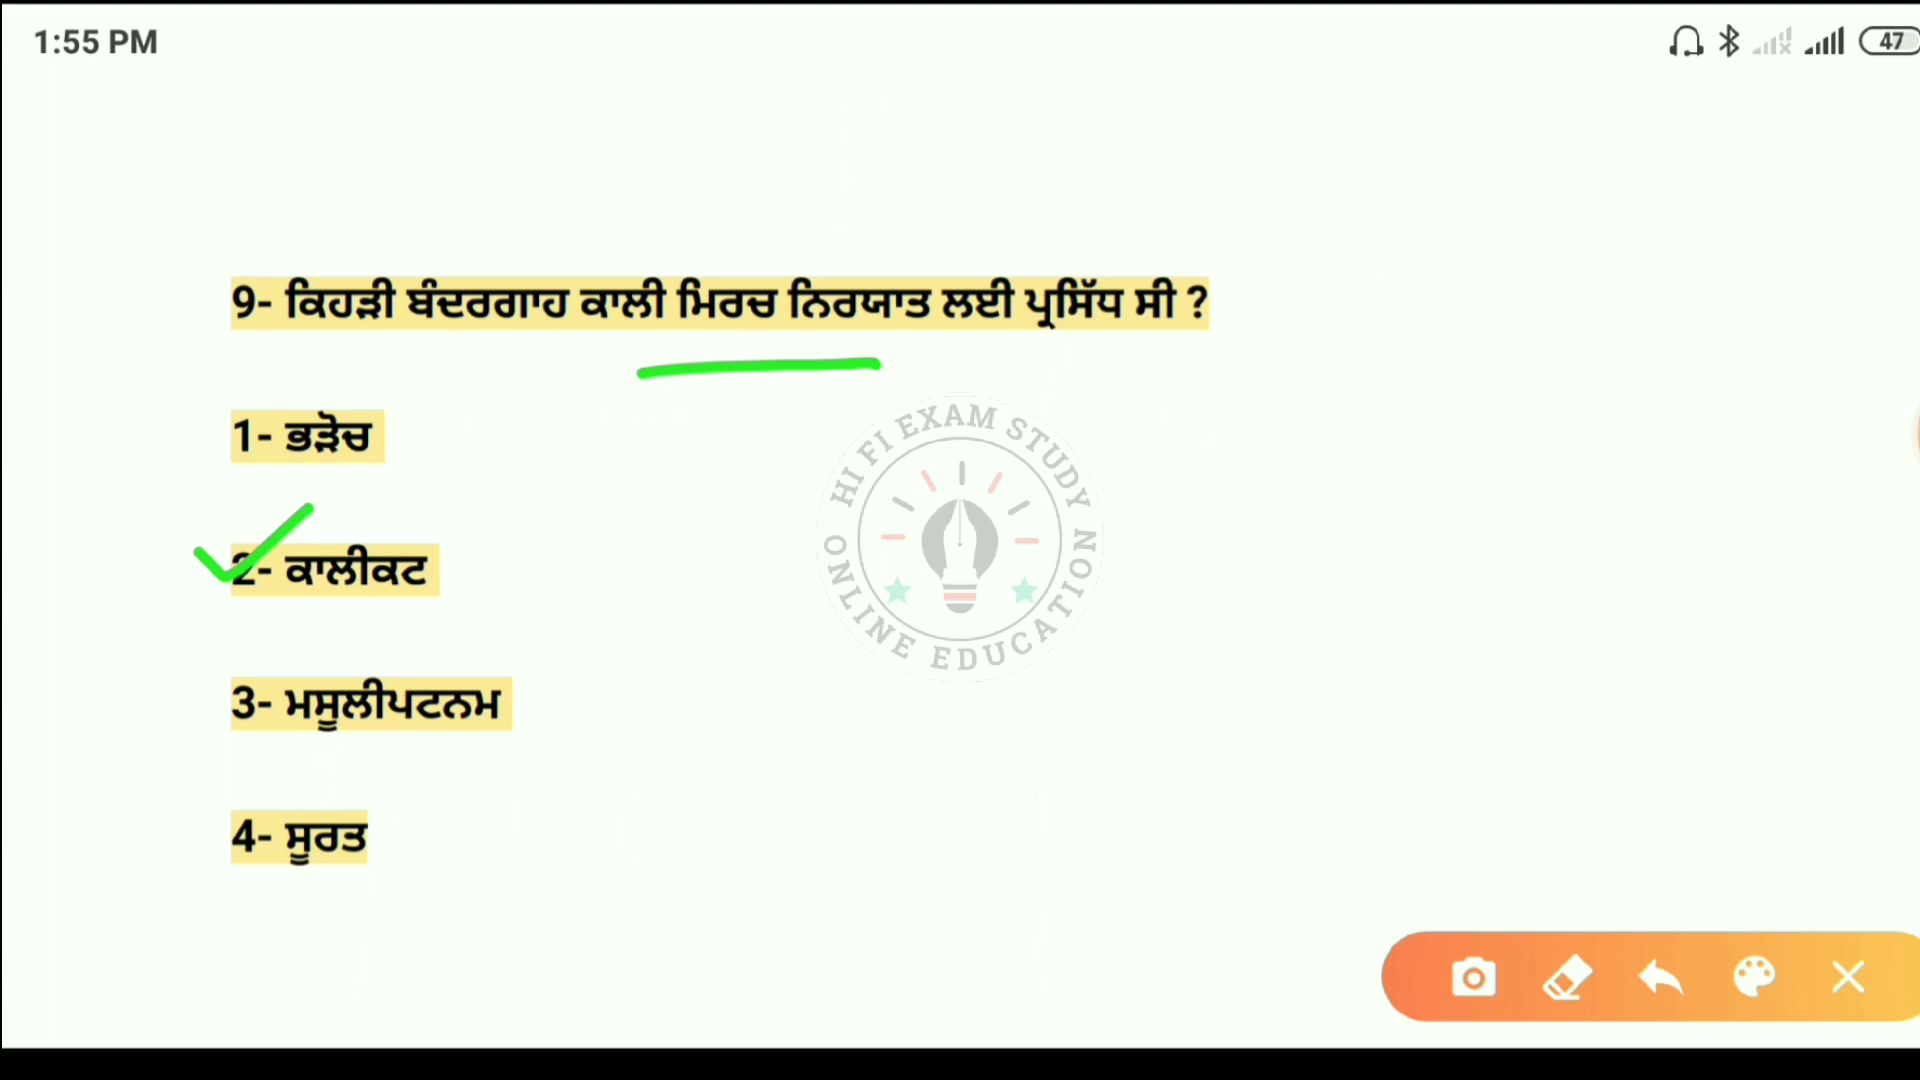 1:55 PM
47
9- ਕਿਹੜੀ ਬੰਦਰਗਾਹ ਕਾਲੀ ਮਿਰਚ ਨਿਰਯਾਤ ਲਈ ਪ੍ਰਸਿੱਧ ਸੀ ?
1- ਭੜੋਚ
HI FI EXAM STUDY
2- ਕਾਲੀਕਟ
ONLINE EDUCATION
3- ਮਸੂਲੀਪਟਨਮ
4- ਸੂਰਤ